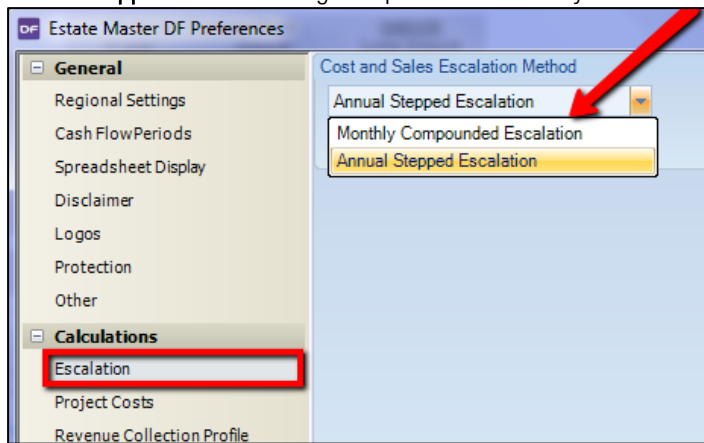 DF Estate Master DF Preferences
General
Regional Settings
Cash Flow Periods
Spreadsheet Display
Disclaimer
Logos
Protection
Other
Calculations
Escalation
Project Costs
Revenue Collection Profile
Cost and Sales Escalation Method
Annual Stepped Escalation
Monthly Compounded Escalation
Annual Stepped Escalation